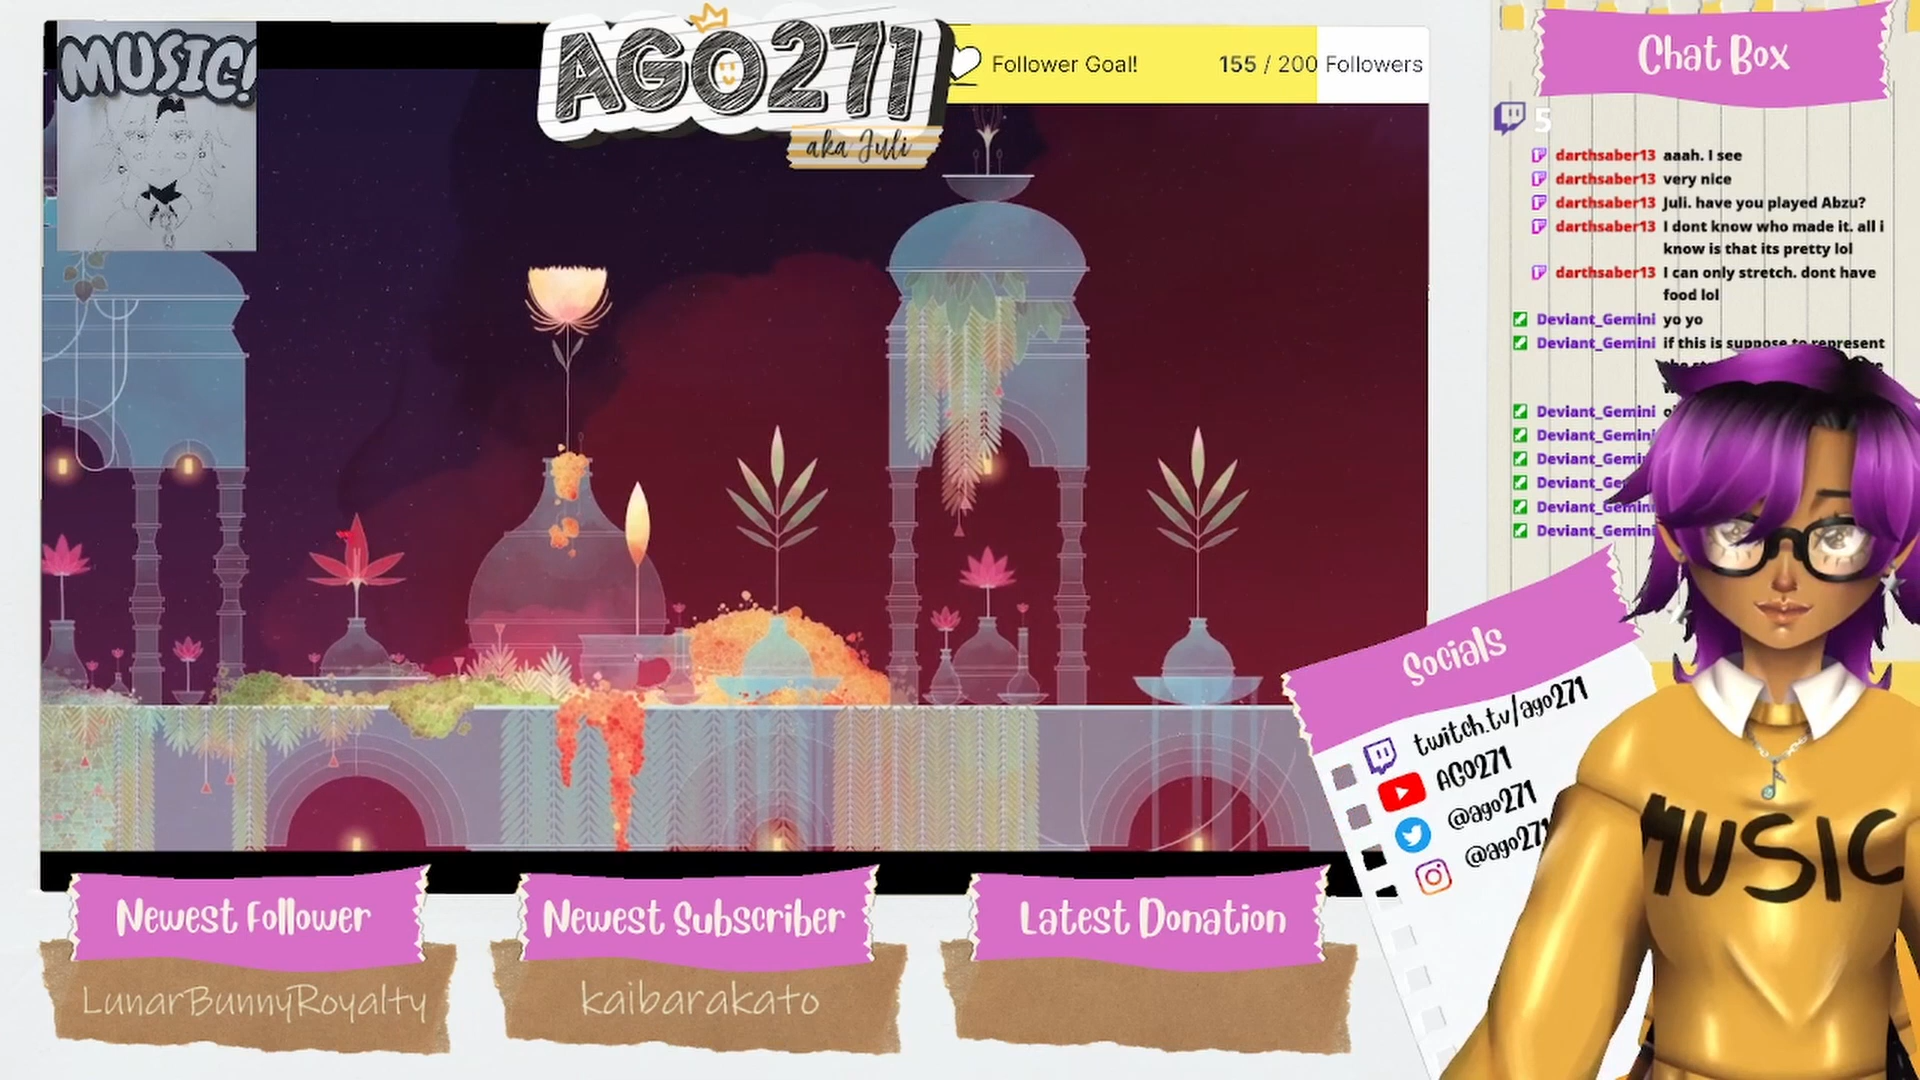 MUSIC!
AGO271
aka Juli
Follower Goal!
155 / 200 Followers
Chat Box
5
darthsaber13 aaah. I see
darthsaber13 very nice
darthsaber13 Juli. have you played Abzu?
darthsaber13 I dont know who made it. all i
know is that its pretty lol
darthsaber13 I can only stretch. dont have
food lol
Deviant_Gemini yo yo
Deviant_Gemini if this is suppose to represent
Deviant_Gemini
Deviant_Gemini
Socials
twitch.tv/ago271
AGO271
@ago271
@ago271
MUSIC
Newest Follower
LunarBunnyRoyalty
Newest Subscriber
kaibarakato
Latest Donation